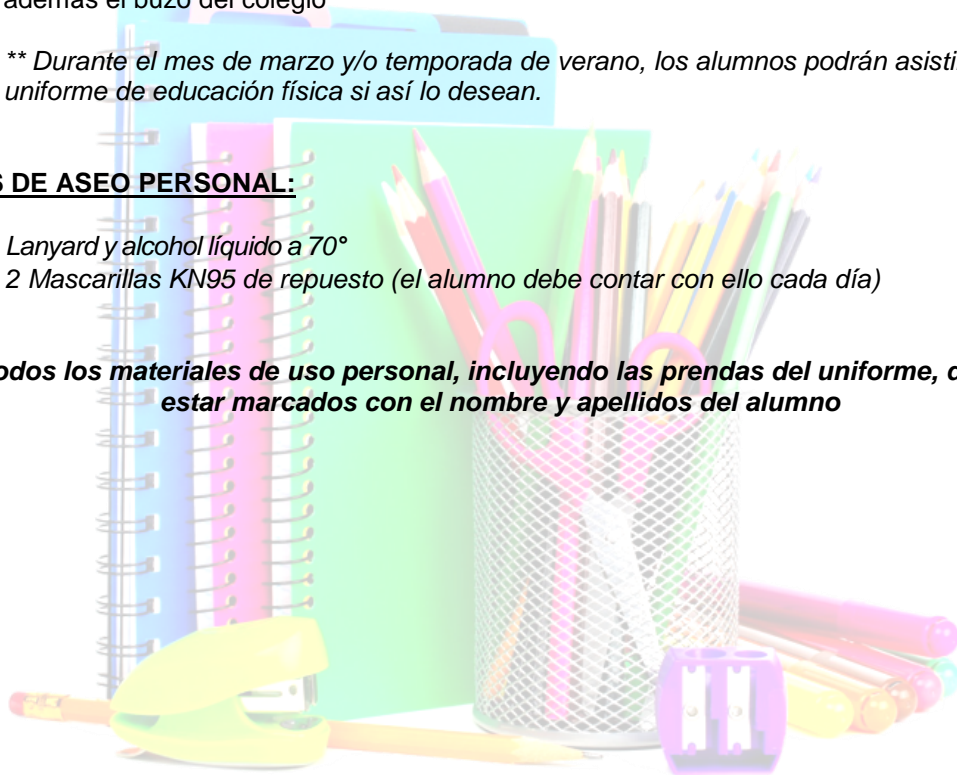 además el buzo del colegio
** Durante el mes de marzo y/o temporada de verano, los alumnos podrán
uniforme de educación física si así lo desean.
DE ASEO PERSONAL:
Lanyard y alcohol líquido a 70°
2 Mascarillas KN95 de repuesto (el alumno debe contar con ello cada día)
los materiales de uso personal, incluyendo las prendas del uniforme,
estar marcados con el nombre y apellidos del alumno